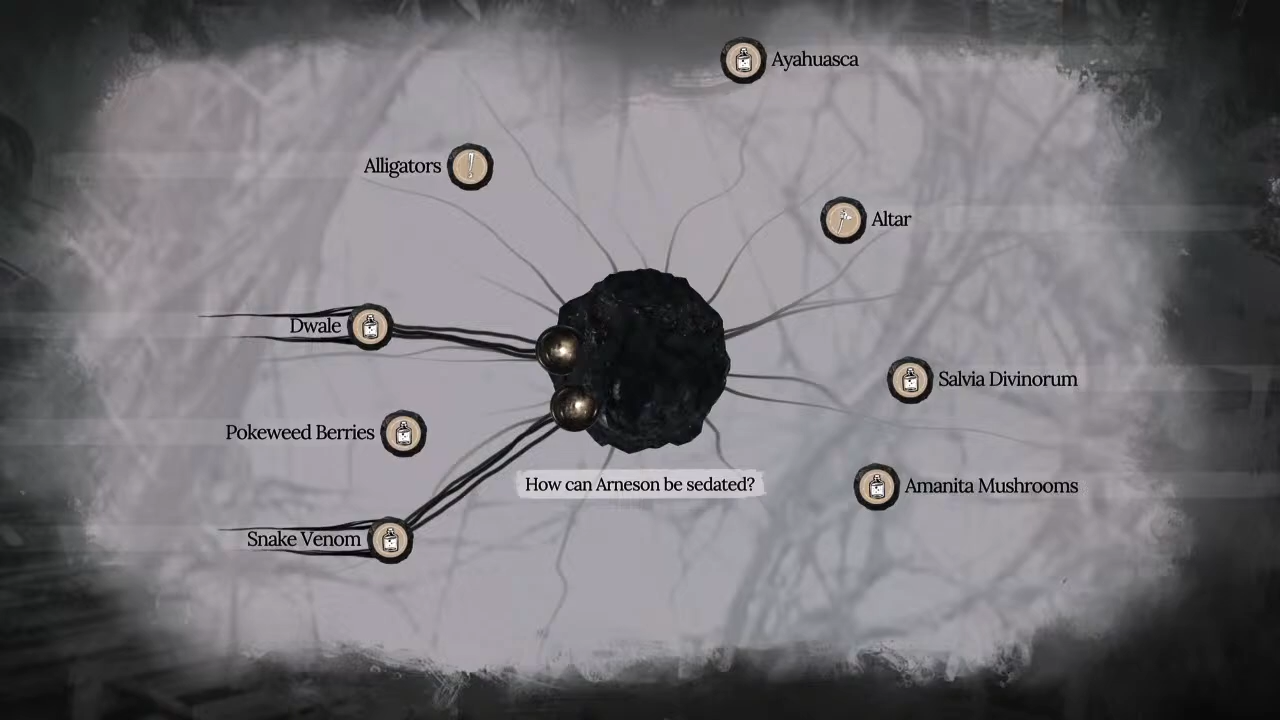 Ayahuasca
Alligators
Altar
Dwale
Salvia Divinorum
Pokeweed Berries
How can Arneson be sedated?
Amanita Mushrooms
Snake Venom